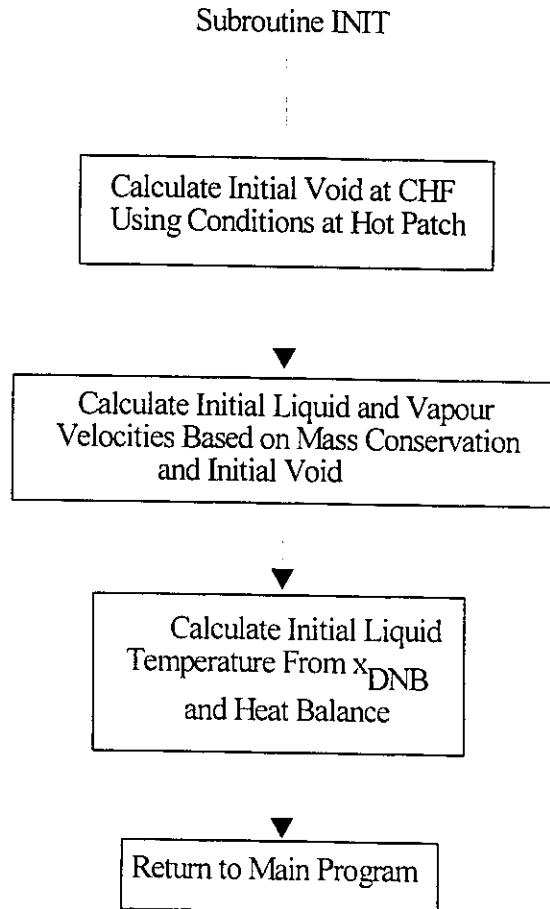 Subroutine INIT
Calculate Initial Void at CHF
Using Conditions at Hot Patch
Calculate Initial Liquid and Vapour
Velocities Based on Mass Conservation
and Initial Void
Calculate Initial Liquid
Temperature From xDNB
and Heat Balance
Return to Main Program